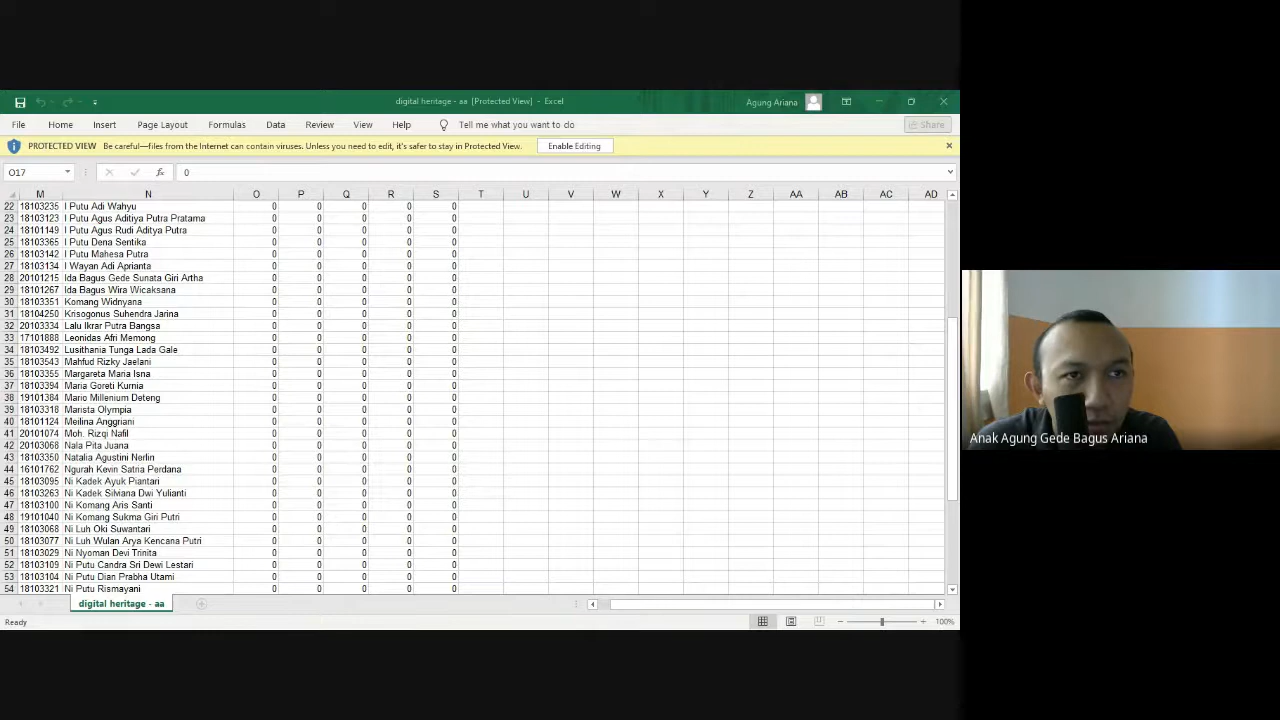 digital heritage - aa [Protected View] - Excel
Agung Ariana
File Home Insert Page Layout Formulas Data Review View Help Tell me what you want to do Share
PROTECTED VIEW Be careful—files from the Internet can contain viruses. Unless you need to edit, it's safer to stay in Protected View. Enable Editing
O17 fx 0
M N O P Q R S T U V W X Y Z AA AB AC AD
22 18103235 I Putu Adi Wahyu 0 0 0 0 0
23 18103123 I Putu Agus Aditiya Putra Pratama 0 0 0 0 0
24 18101149 I Putu Agus Rudi Aditya Putra 0 0 0 0 0
25 18103365 I Putu Dena Sentika 0 0 0 0 0
26 18103142 I Putu Mahesa Putra 0 0 0 0 0
27 18103134 I Wayan Adi Aprianta 0 0 0 0 0
28 20101215 Ida Bagus Gede Sunata Giri Artha 0 0 0 0 0
29 18101267 Ida Bagus Wira Wicaksana 0 0 0 0 0
30 18103351 Komang Widnyana 0 0 0 0 0
31 18104250 Krisogonus Suhendra Jarina 0 0 0 0 0
32 20103334 Lalu Ikrar Putra Bangsa 0 0 0 0 0
33 17101888 Leonidas Afri Memong 0 0 0 0 0
34 18103492 Lusithania Tunga Lada Gale 0 0 0 0 0
35 18103543 Mahfud Rizky Jaelani 0 0 0 0 0
36 18103355 Margareta Maria Isna 0 0 0 0 0
37 18103394 Maria Goreti Kurnia 0 0 0 0 0
38 19101384 Mario Millenium Deteng 0 0 0 0 0
39 18103318 Marista Olympia 0 0 0 0 0
40 18101124 Meilina Anggriani 0 0 0 0 0
41 20101074 Moh. Rizqi Nafil 0 0 0 0 0
42 20103066 Nala Pita Juana 0 0 0 0 0
43 18103350 Natalia Agustini Nerlin 0 0 0 0 0
44 16101762 Ngurah Kevin Satria Perdana 0 0 0 0 0
45 18103095 Ni Kadek Ayuk Piantari 0 0 0 0 0
46 18103263 Ni Kadek Silviana Dwi Yulianti 0 0 0 0 0
47 18103100 Ni Komang Aris Santi 0 0 0 0 0
48 19101040 Ni Komang Sukma Giri Putri 0 0 0 0 0
49 18103068 Ni Luh Oki Suwantari 0 0 0 0 0
50 18103077 Ni Luh Wulan Arya Kencana Putri 0 0 0 0 0
51 18103029 Ni Nyoman Devi Trinita 0 0 0 0 0
52 18103109 Ni Putu Candra Sri Dewi Lestari 0 0 0 0 0
53 18103104 Ni Putu Dian Prabha Utami 0 0 0 0 0
54 18103321 Ni Putu Rismayani 0 0 0 0 0
digital heritage - aa
Ready 100%
Anak Agung Gede Bagus Ariana